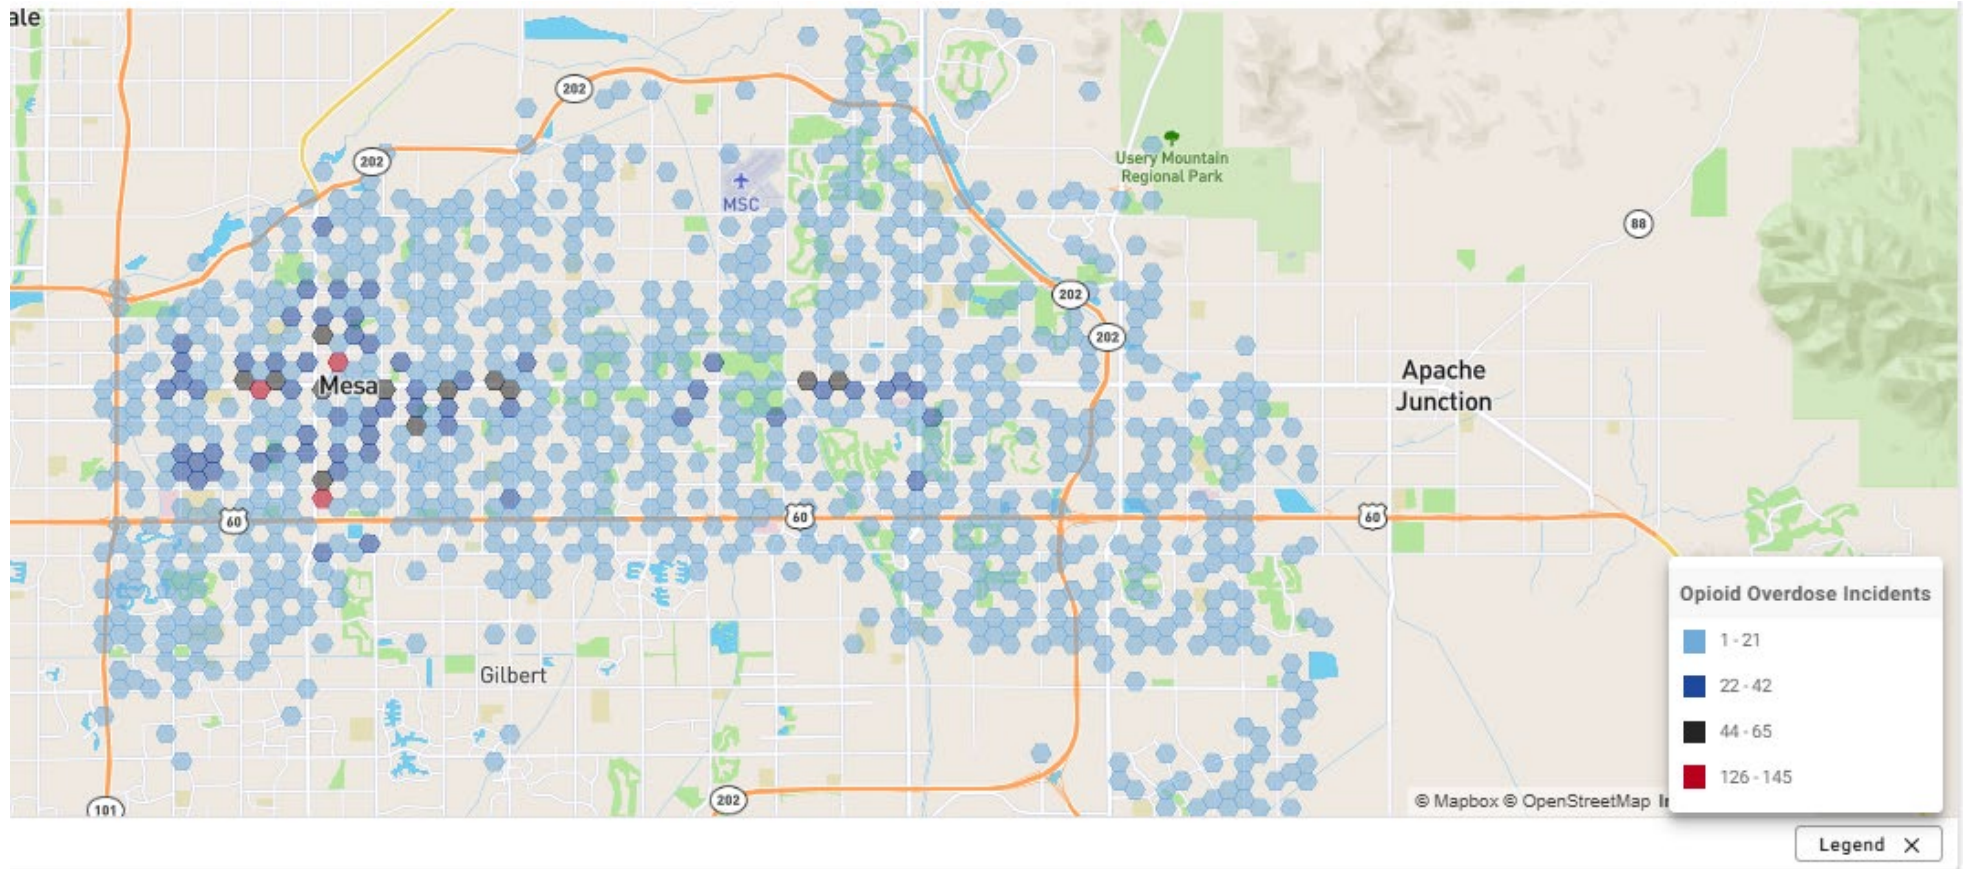 ale
202
202
Usery Mountain
Regional Park
MSC
88
202
202
Mesa
Apache
Junction
60
60
60
Opioid Overdose Incidents
1 - 21
22 - 42
44 - 65
126 - 145
Gilbert
202
101
© Mapbox © OpenStreetMap
Legend